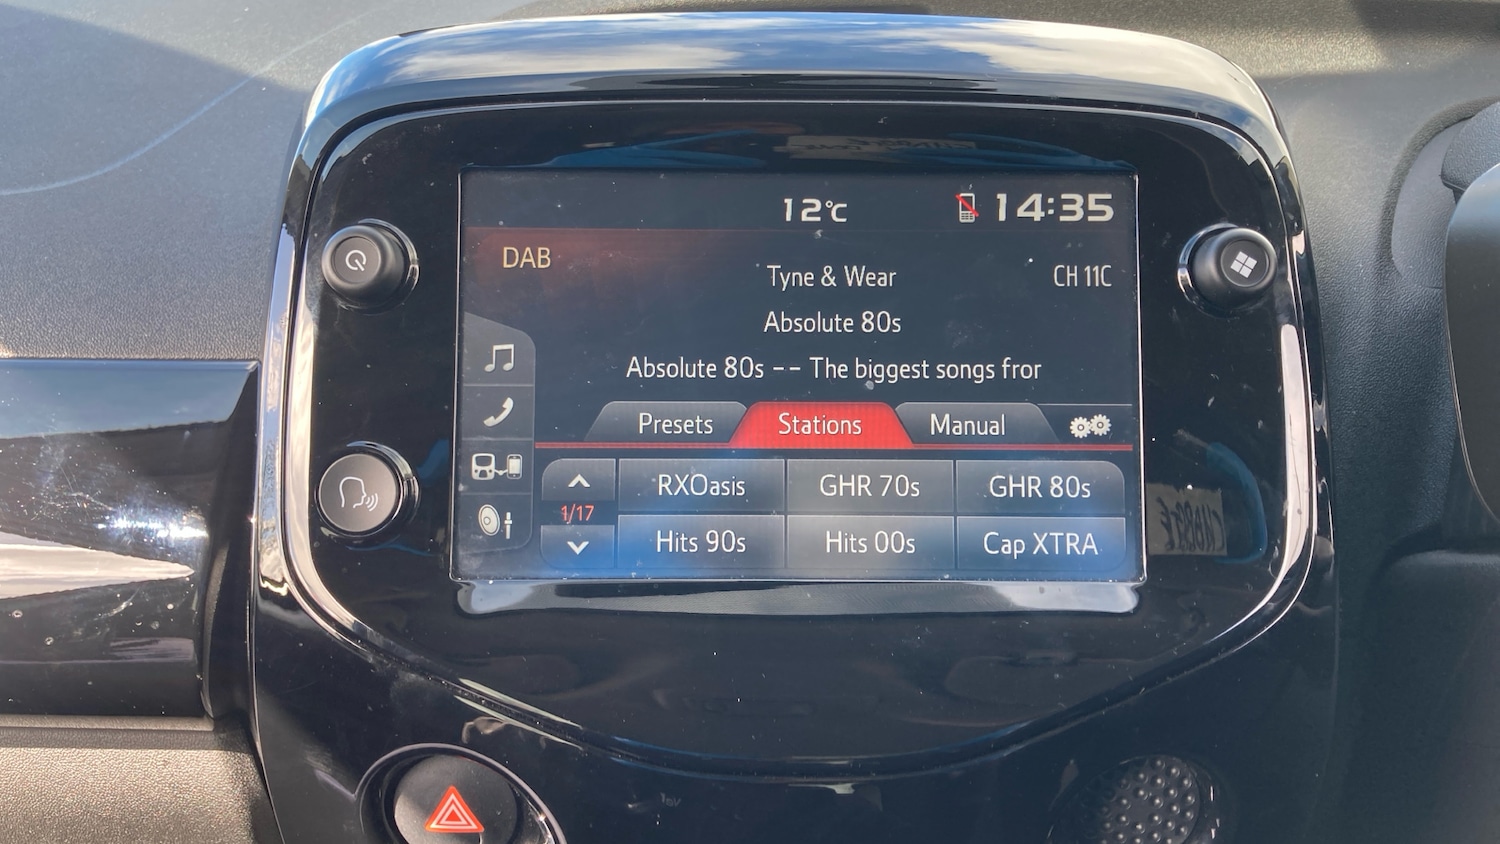 12°C 14:35
DAB
Tyne & Wear CH 11C
Absolute 80s
Absolute 80s -- The biggest songs fror
Presets Stations Manual
RXOasis GHR 70s GHR 80s
1/17
Hits 90s Hits 00s Cap XTRA